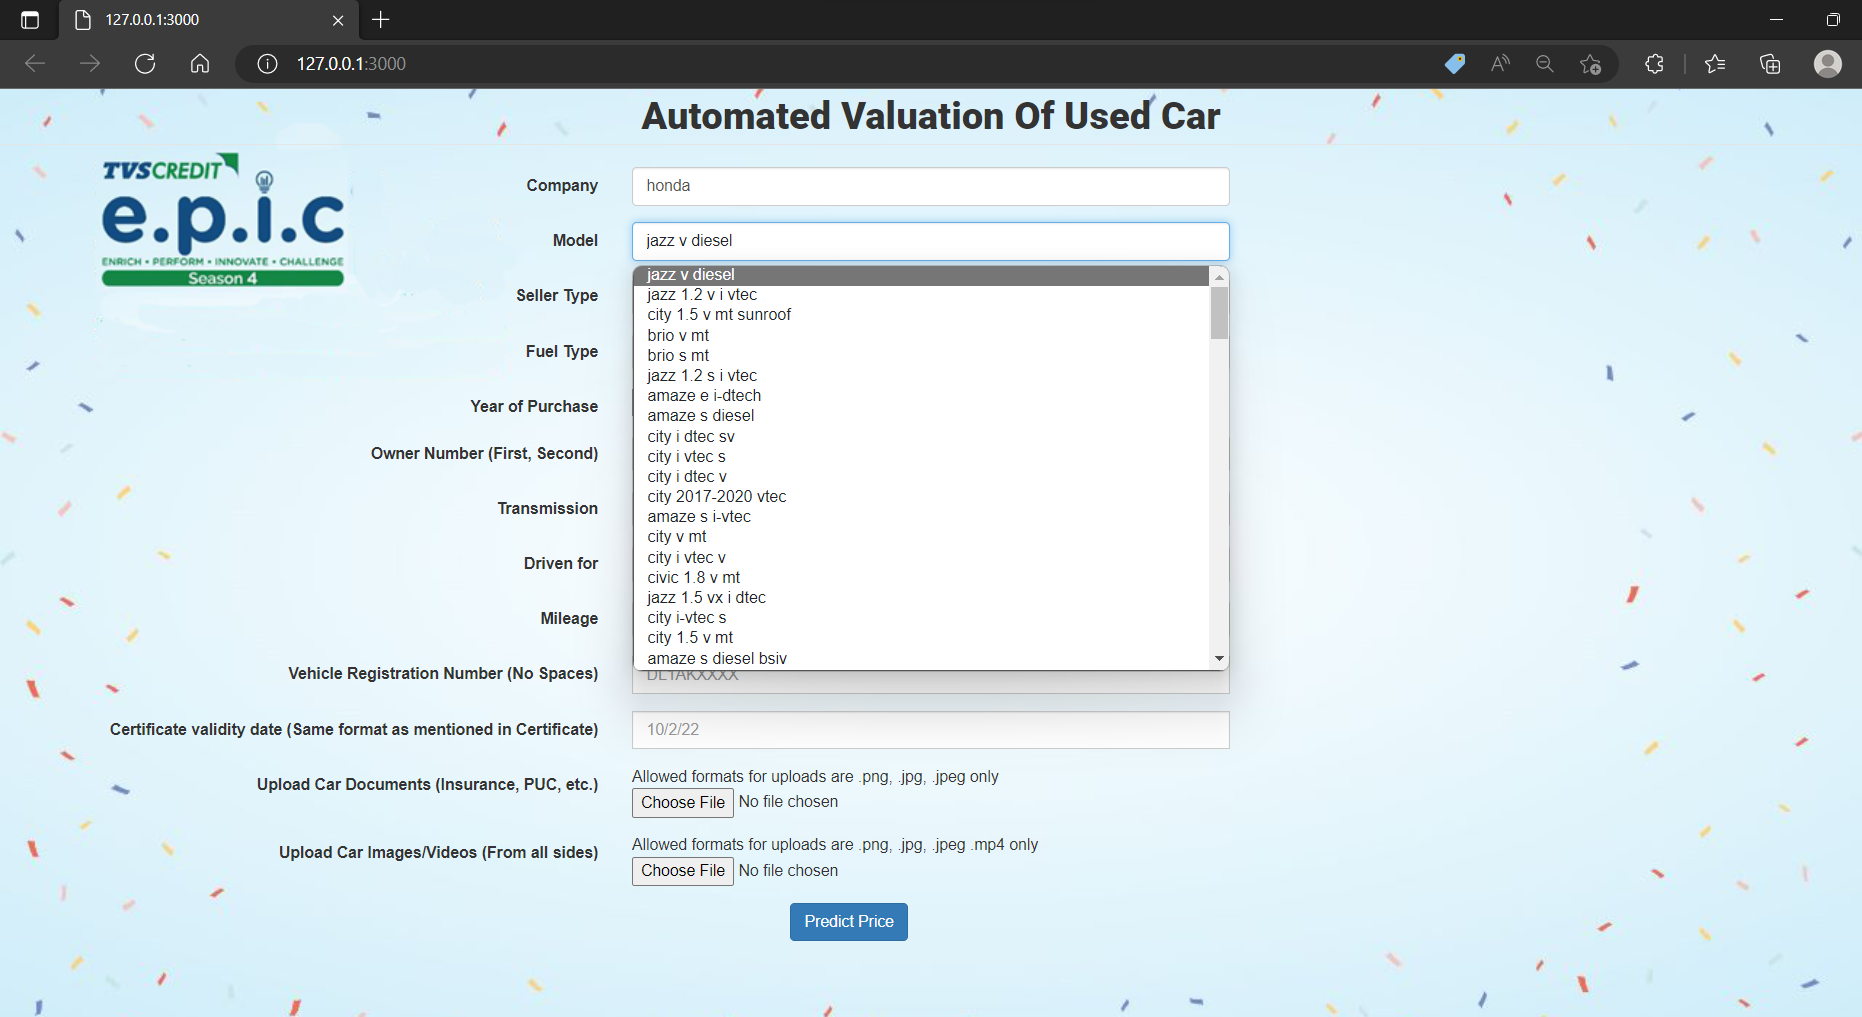 127.0.0.1:3000
127.0.0.1:3000
Automated Valuation Of Used Car
TVSCREDIT
e.p.i.c
ENRICH • PERFORM • INNOVATE • CHALLENGE
Season 4
Company
honda
Model
jazz v diesel
jazz v diesel
jazz 1.2 v i vtec
city 1.5 v mt sunroof
brio v mt
brio s mt
jazz 1.2 s i vtec
amaze e i-dtech
amaze s diesel
city i dtec sv
city i vtec s
city i dtec v
city 2017-2020 vtec
amaze s i-vtec
city v mt
city i vtec v
civic 1.8 v mt
jazz 1.5 vx i dtec
city i-vtec s
city 1.5 v mt
amaze s diesel bsiv
Seller Type
Fuel Type
Year of Purchase
Owner Number (First, Second)
Transmission
Driven for
Mileage
Vehicle Registration Number (No Spaces)
Certificate validity date (Same format as mentioned in Certificate)
10/2/22
Upload Car Documents (Insurance, PUC, etc.)
Allowed formats for uploads are .png, .jpg, .jpeg only
Choose File No file chosen
Upload Car Images/Videos (From all sides)
Allowed formats for uploads are .png, .jpg, .jpeg .mp4 only
Choose File No file chosen
Predict Price